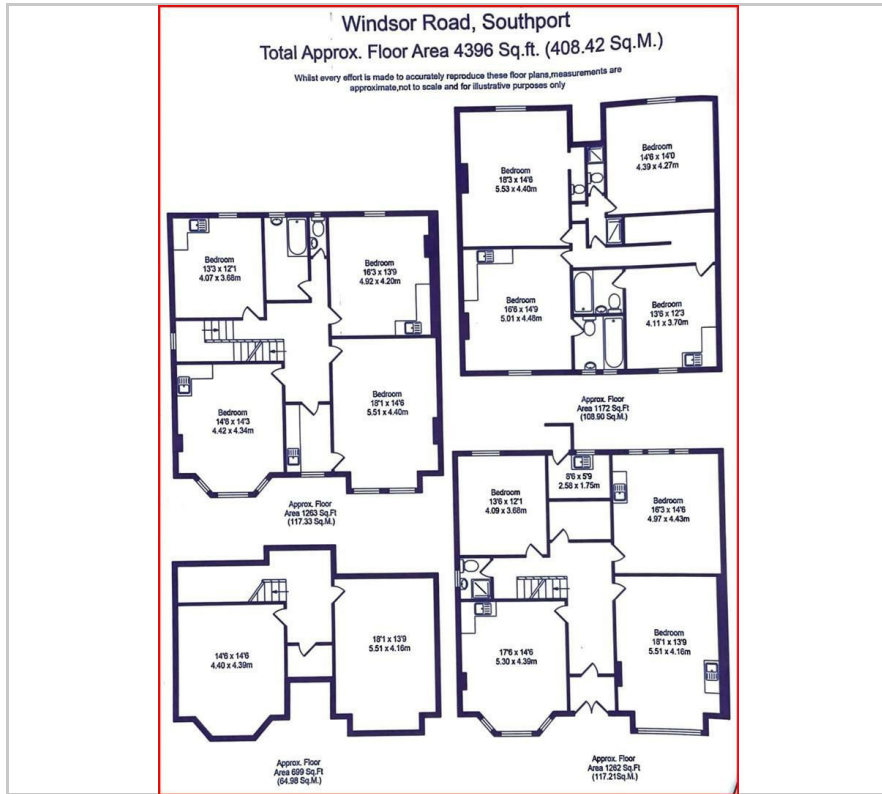 Windsor Road, Southport
Total Approx. Floor Area 4396 Sq.ft. (408.42 Sq.M.)
Whilst every effort is made to accurately reproduce these floor plans,measurements are
approximate,not to scale and for illustrative purposes only
Bedroom
18'3 x 14'6
5.53 x 4.40m
Bedroom
14'6 x 14'0
4.39 x 4.27m
Bedroom
16'6 x 14'9
5.01 x 4.48m
Bedroom
13'6 x 12'3
4.11 x 3.70m
Approx. Floor
Area 1172 Sq.Ft
(108.90 Sq.M.)
Bedroom
13'3 x 12'1
4.07 x 3.68m
Bedroom
16'3 x 13'9
4.92 x 4.20m
Bedroom
14'6 x 14'3
4.42 x 4.34m
Bedroom
18'1 x 14'6
5.51 x 4.40m
Approx. Floor
Area 1263 Sq.Ft
(117.33 Sq.M.)
Bedroom
13'6 x 12'1
4.09 x 3.68m
8'6 x 5'9
2.58 x 1.75m
Bedroom
16'3 x 14'6
4.97 x 4.43m
17'6 x 14'6
5.30 x 4.39m
Bedroom
18'1 x 13'9
5.51 x 4.16m
Approx. Floor
Area 1262 Sq.Ft
(117.21Sq.M.)
14'6 x 14'6
4.40 x 4.39m
18'1 x 13'9
5.51 x 4.16m
Approx. Floor
Area 699 Sq.Ft
(64.98 Sq.M.)